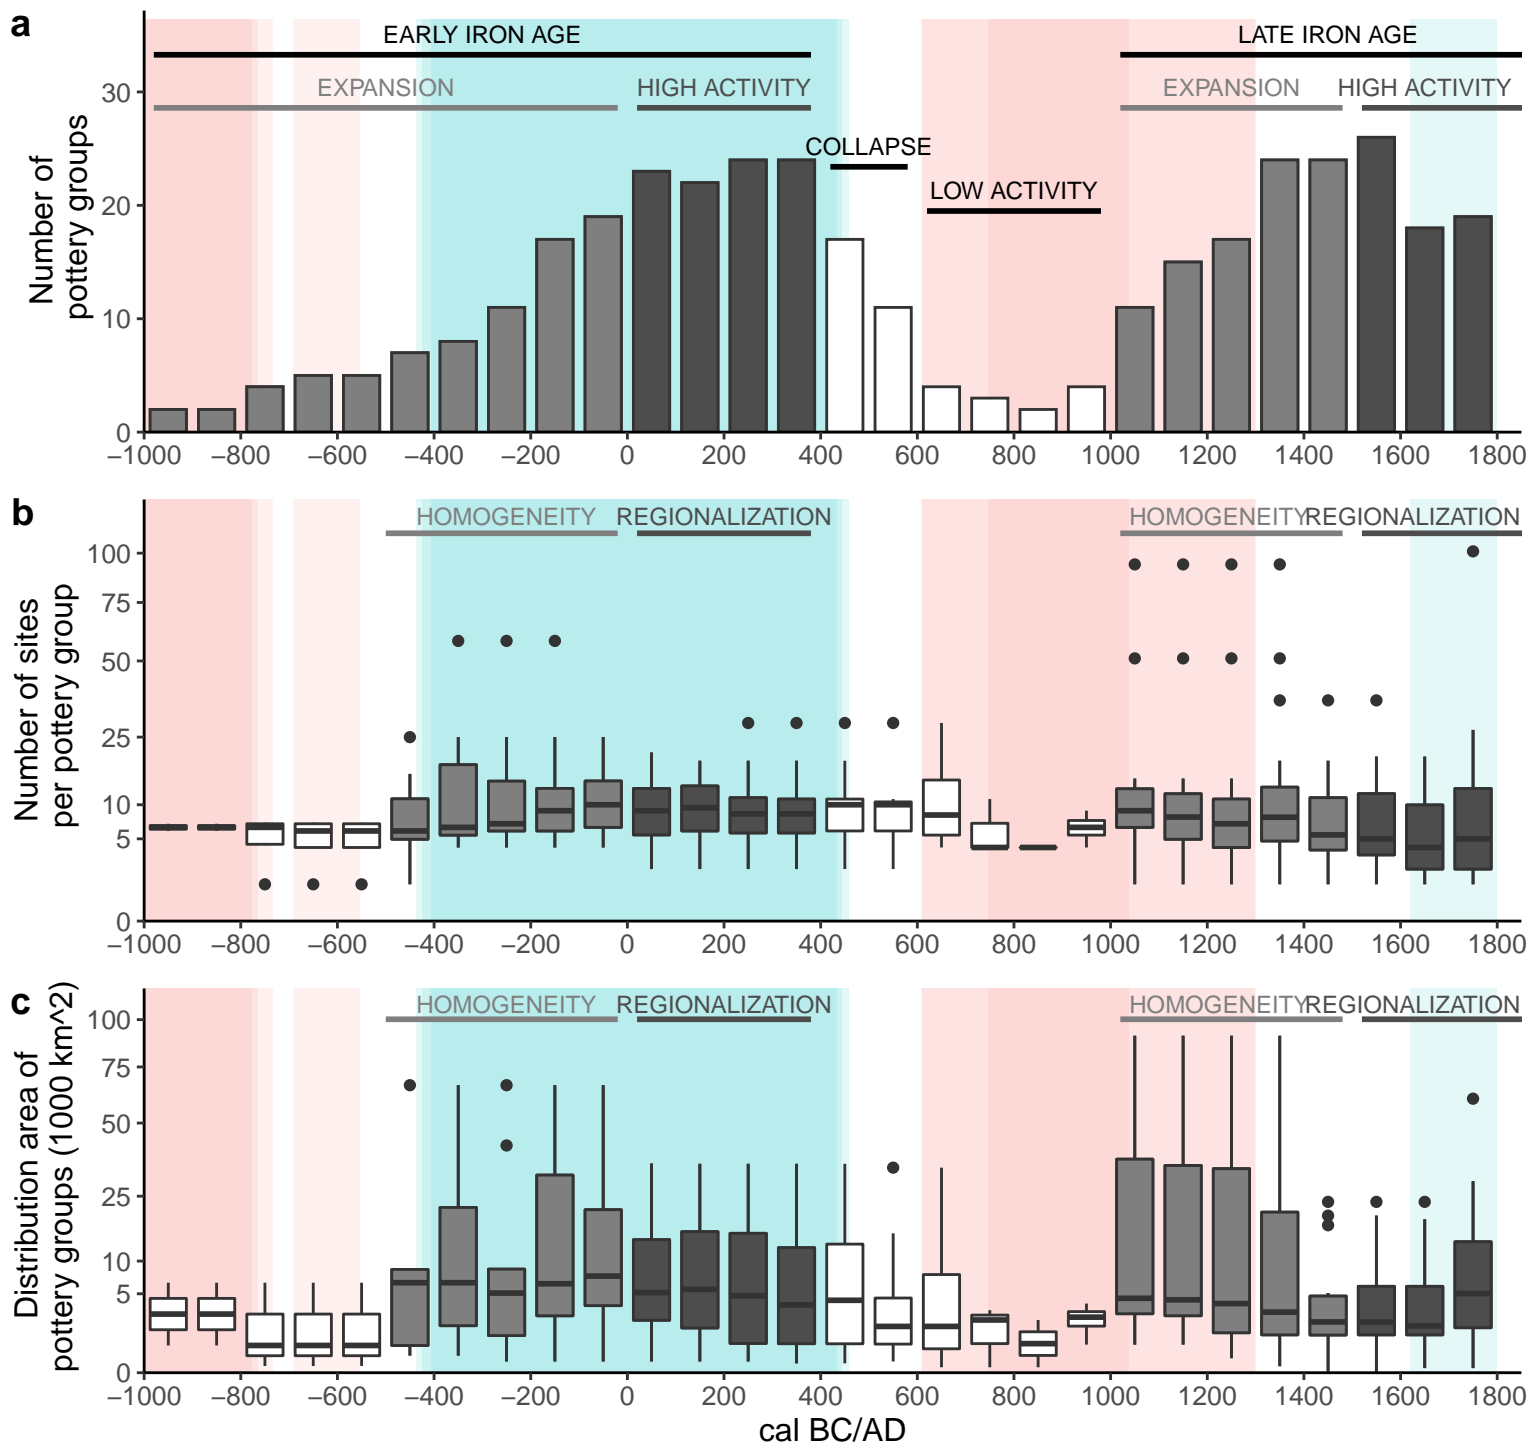 a
EARLY IRON AGE
LATE IRON AGE
EXPANSION
HIGH ACTIVITY
EXPANSION
HIGH ACTIVITY
COLLAPSE
LOW ACTIVITY
Number of
pottery groups
30
20
10
0
−1000 −800 −600 −400 −200 0 200 400 600 800 1000 1200 1400 1600 1800
b
HOMOGENEITY
REGIONALIZATION
HOMOGENEITY
REGIONALIZATION
Number of sites
per pottery group
100
75
50
25
10
5
0
−1000 −800 −600 −400 −200 0 200 400 600 800 1000 1200 1400 1600 1800
c
HOMOGENEITY
REGIONALIZATION
HOMOGENEITY
REGIONALIZATION
Distribution area of
pottery groups (1000 km^2)
100
75
50
25
10
5
0
−1000 −800 −600 −400 −200 0 200 400 600 800 1000 1200 1400 1600 1800
cal BC/AD